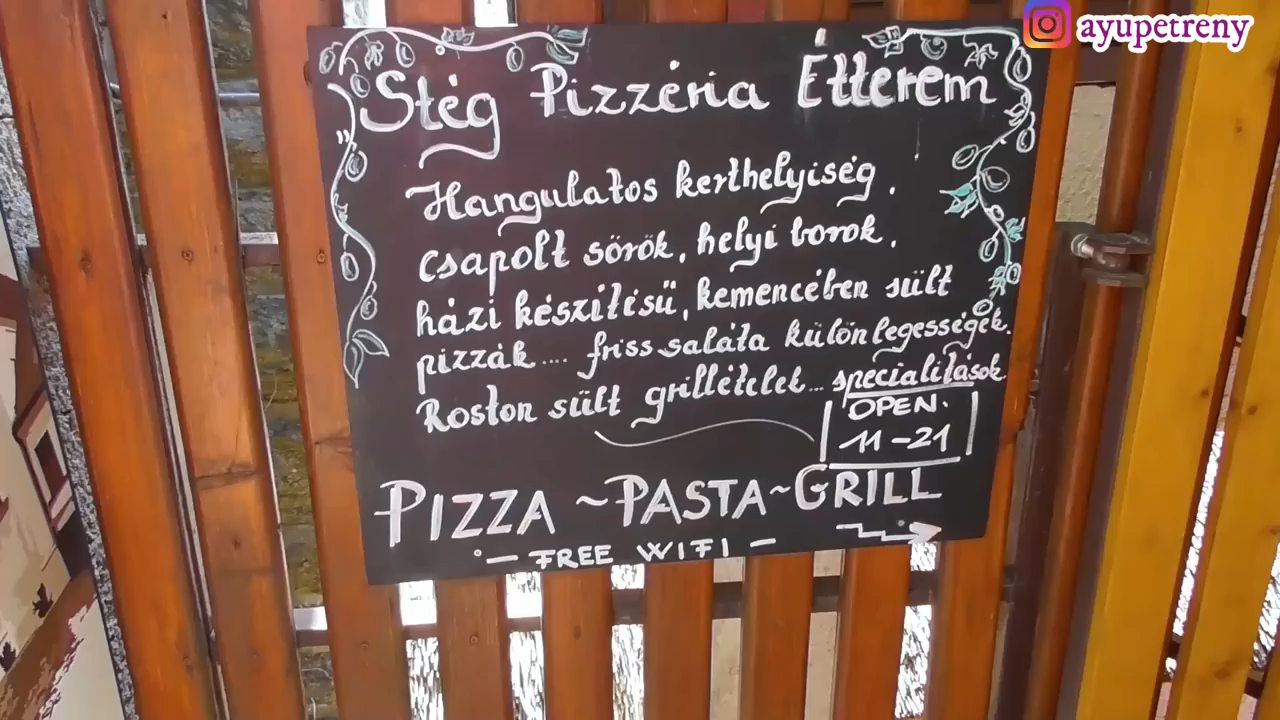 ayupetreny
Stég Pizzéria Étterem
Hangulatos kerthelyiség,
csapolt sörök, helyi borok,
házi készítésű, kemencében sült
pizzák.... friss saláta különlegességek.
Roston sült grillételek... specialitások
OPEN.
11-21
PIZZA ~ PASTA ~ GRILL
- FREE WIFI -